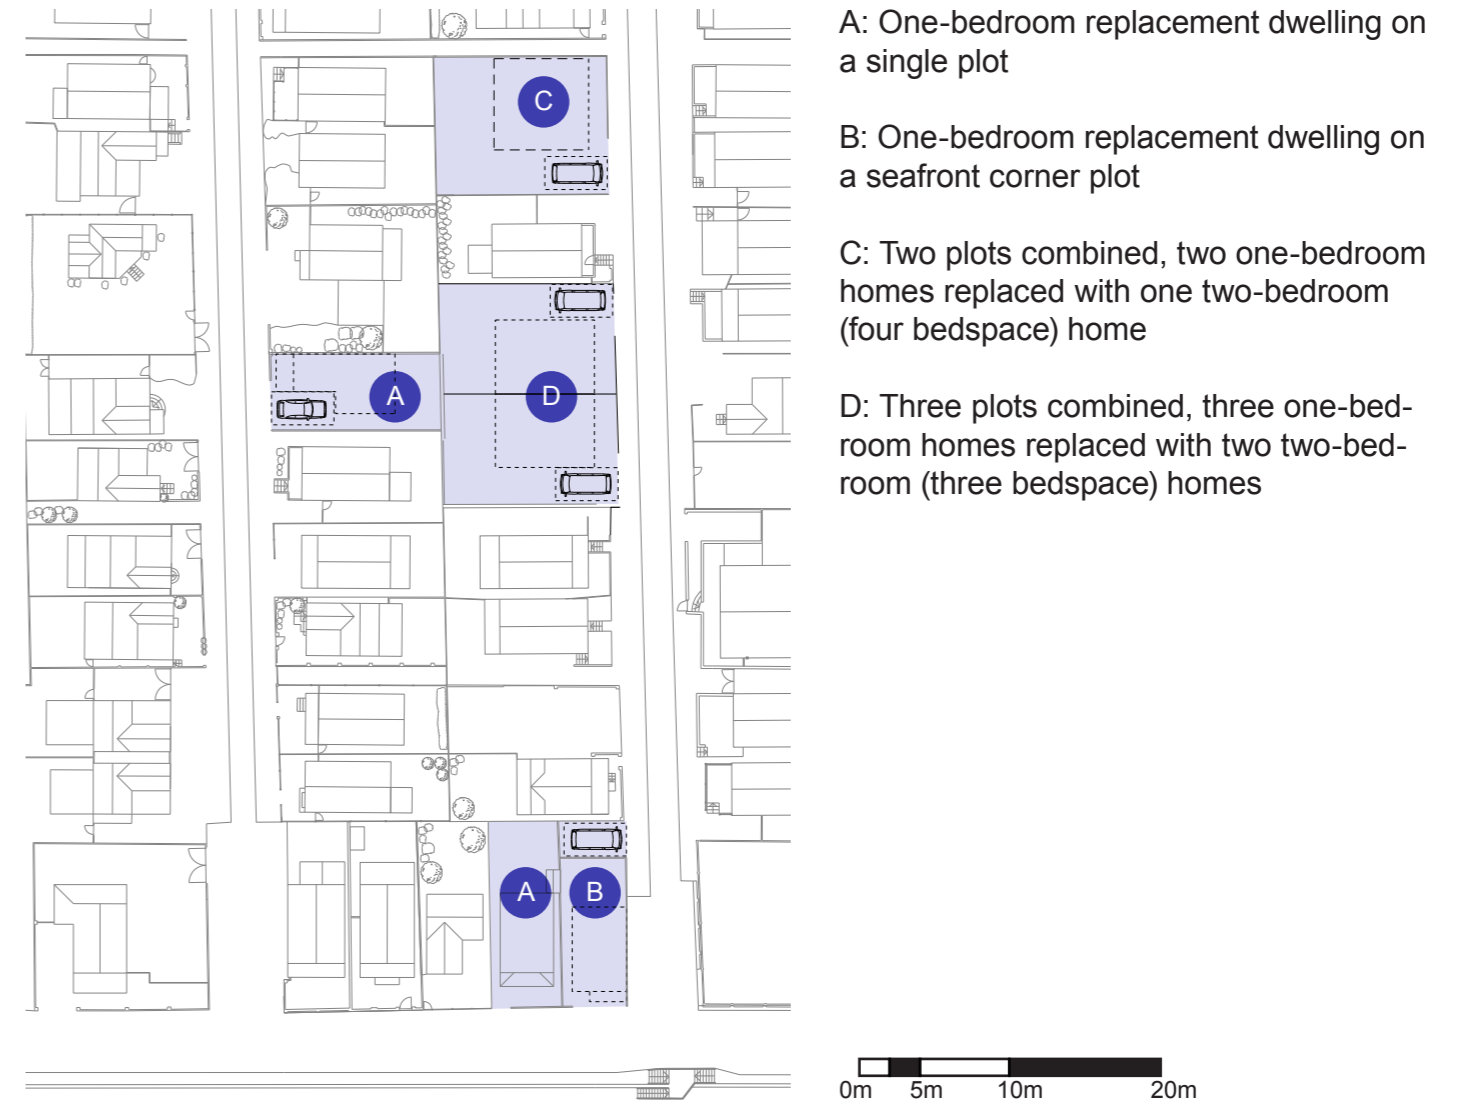 A: One-bedroom replacement dwelling on
a single plot
B: One-bedroom replacement dwelling on
a seafront corner plot
C: Two plots combined, two one-bedroom
homes replaced with one two-bedroom
(four bedspace) home
D: Three plots combined, three one-bed-
room homes replaced with two two-bed-
room (three bedspace) homes
C
A
D
A
B
0m 5m 10m 20m